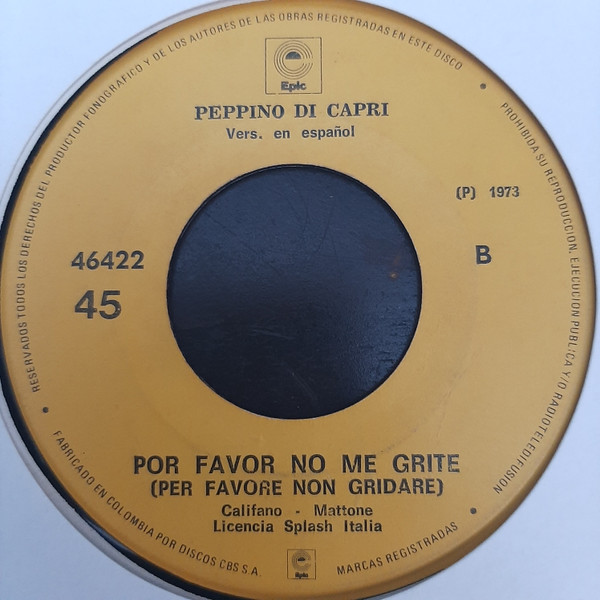 RESERVADOS TODOS LOS DERECHOS DEL PRODUCTOR FONOGRAFICO Y DE LOS AUTORES DE LAS OBRAS REGISTRADAS EN ESTE DISCO
PROHIBIDA SU REPRODUCCION, EJECUCION PUBLICA Y/O RADIOTELEDIFUSION
Epic
PEPPINO DI CAPRI
Vers. en español
(P) 1973
46422
B
45
POR FAVOR NO ME GRITE
(PER FAVORE NON GRIDARE)
Califano - Mattone
Licencia Splash Italia
FABRICADO EN COLOMBIA POR DISCOS CBS S.A.
Epic
MARCAS REGISTRADAS